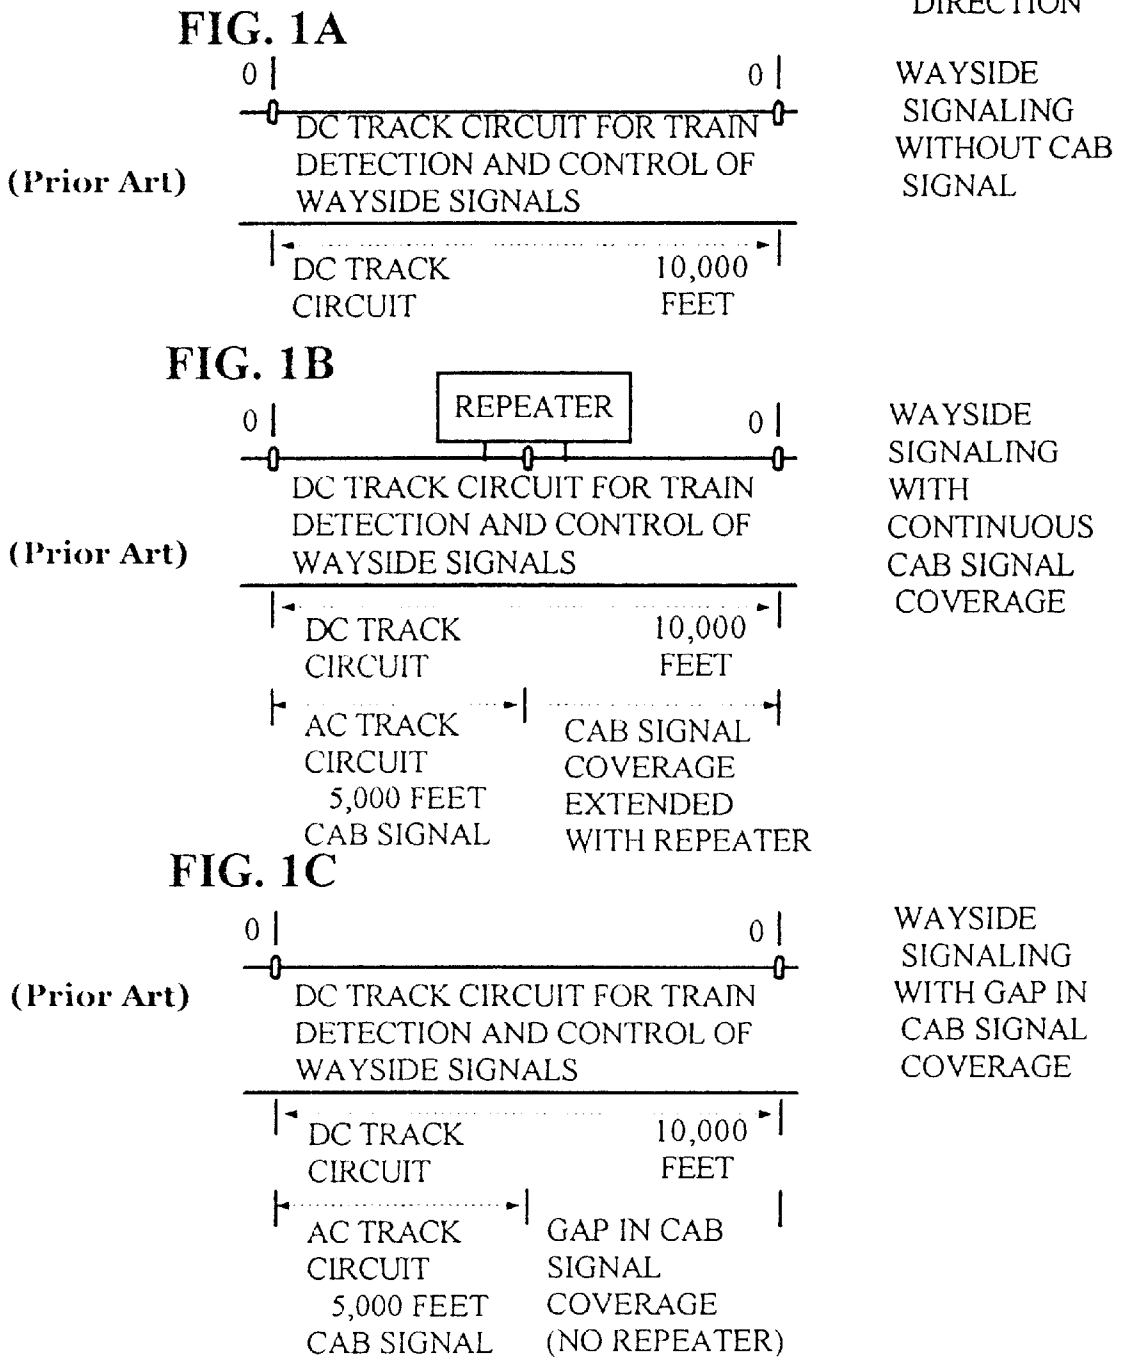 DIRECTION
FIG. 1A
0
0
(Prior Art)
DC TRACK CIRCUIT FOR TRAIN
DETECTION AND CONTROL OF
WAYSIDE SIGNALS
DC TRACK
CIRCUIT
10,000
FEET
WAYSIDE
SIGNALING
WITHOUT CAB
SIGNAL
FIG. 1B
0
REPEATER
0
(Prior Art)
DC TRACK CIRCUIT FOR TRAIN
DETECTION AND CONTROL OF
WAYSIDE SIGNALS
DC TRACK
CIRCUIT
10,000
FEET
AC TRACK
CIRCUIT
5,000 FEET
CAB SIGNAL
CAB SIGNAL
COVERAGE
EXTENDED
WITH REPEATER
WAYSIDE
SIGNALING
WITH
CONTINUOUS
CAB SIGNAL
COVERAGE
FIG. 1C
0
0
(Prior Art)
DC TRACK CIRCUIT FOR TRAIN
DETECTION AND CONTROL OF
WAYSIDE SIGNALS
DC TRACK
CIRCUIT
10,000
FEET
AC TRACK
CIRCUIT
5,000 FEET
CAB SIGNAL
GAP IN CAB
SIGNAL
COVERAGE
(NO REPEATER)
WAYSIDE
SIGNALING
WITH GAP IN
CAB SIGNAL
COVERAGE